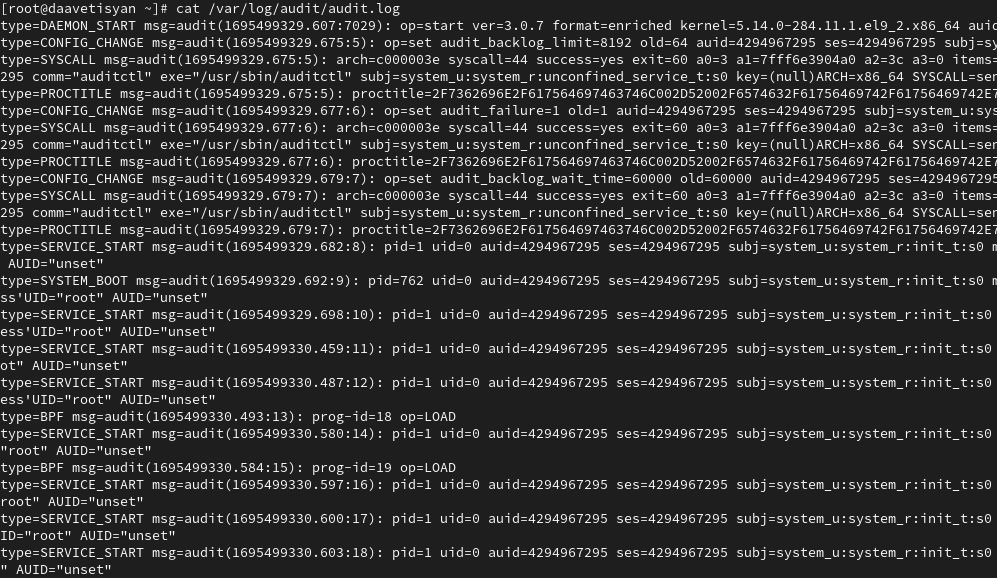 [root@daavetisyan ~]# cat /var/log/audit/audit.log
type=DAEMON_START msg=audit(1695499329.607:7029): op=start ver=3.0.7 format=enriched kernel=5.14.0-284.11.1.el9_2.x86_64 auid
type=CONFIG_CHANGE msg=audit(1695499329.675:5): op=set audit_backlog_limit=8192 old=64 auid=4294967295 ses=4294967295 subj=sy
type=SYSCALL msg=audit(1695499329.675:5): arch=c000003e syscall=44 success=yes exit=60 a0=3 a1=7fff6e3904a0 a2=3c a3=0 items=
295 comm="auditctl" exe="/usr/sbin/auditctl" subj=system_u:system_r:unconfined_service_t:s0 key=(null)ARCH=x86_64 SYSCALL=sen
type=PROCTITLE msg=audit(1695499329.675:5): proctitle=2F7362696E2F617564697463746C002D52002F6574632F61756469742F61756469742E7
type=CONFIG_CHANGE msg=audit(1695499329.677:6): op=set audit_failure=1 old=1 auid=4294967295 ses=4294967295 subj=system_u:sys
type=SYSCALL msg=audit(1695499329.677:6): arch=c000003e syscall=44 success=yes exit=60 a0=3 a1=7fff6e3904a0 a2=3c a3=0 items=
295 comm="auditctl" exe="/usr/sbin/auditctl" subj=system_u:system_r:unconfined_service_t:s0 key=(null)ARCH=x86_64 SYSCALL=sen
type=PROCTITLE msg=audit(1695499329.677:6): proctitle=2F7362696E2F617564697463746C002D52002F6574632F61756469742F61756469742E7
type=CONFIG_CHANGE msg=audit(1695499329.679:7): op=set audit_backlog_wait_time=60000 old=60000 auid=4294967295 ses=4294967295
type=SYSCALL msg=audit(1695499329.679:7): arch=c000003e syscall=44 success=yes exit=60 a0=3 a1=7fff6e3904a0 a2=3c a3=0 items=
295 comm="auditctl" exe="/usr/sbin/auditctl" subj=system_u:system_r:unconfined_service_t:s0 key=(null)ARCH=x86_64 SYSCALL=sen
type=PROCTITLE msg=audit(1695499329.679:7): proctitle=2F7362696E2F617564697463746C002D52002F6574632F61756469742F61756469742E7
type=SERVICE_START msg=audit(1695499329.682:8): pid=1 uid=0 auid=4294967295 ses=4294967295 subj=system_u:system_r:init_t:s0 m
AUID="unset"
type=SYSTEM_BOOT msg=audit(1695499329.692:9): pid=762 uid=0 auid=4294967295 ses=4294967295 subj=system_u:system_r:init_t:s0 m
ss'UID="root" AUID="unset"
type=SERVICE_START msg=audit(1695499329.698:10): pid=1 uid=0 auid=4294967295 ses=4294967295 subj=system_u:system_r:init_t:s0
ess'UID="root" AUID="unset"
type=SERVICE_START msg=audit(1695499330.459:11): pid=1 uid=0 auid=4294967295 ses=4294967295 subj=system_u:system_r:init_t:s0
ot" AUID="unset"
type=SERVICE_START msg=audit(1695499330.487:12): pid=1 uid=0 auid=4294967295 ses=4294967295 subj=system_u:system_r:init_t:s0
ess'UID="root" AUID="unset"
type=BPF msg=audit(1695499330.493:13): prog-id=18 op=LOAD
type=SERVICE_START msg=audit(1695499330.580:14): pid=1 uid=0 auid=4294967295 ses=4294967295 subj=system_u:system_r:init_t:s0
"root" AUID="unset"
type=BPF msg=audit(1695499330.584:15): prog-id=19 op=LOAD
type=SERVICE_START msg=audit(1695499330.597:16): pid=1 uid=0 auid=4294967295 ses=4294967295 subj=system_u:system_r:init_t:s0
root" AUID="unset"
type=SERVICE_START msg=audit(1695499330.600:17): pid=1 uid=0 auid=4294967295 ses=4294967295 subj=system_u:system_r:init_t:s0
ID="root" AUID="unset"
type=SERVICE_START msg=audit(1695499330.603:18): pid=1 uid=0 auid=4294967295 ses=4294967295 subj=system_u:system_r:init_t:s0
" AUID="unset"